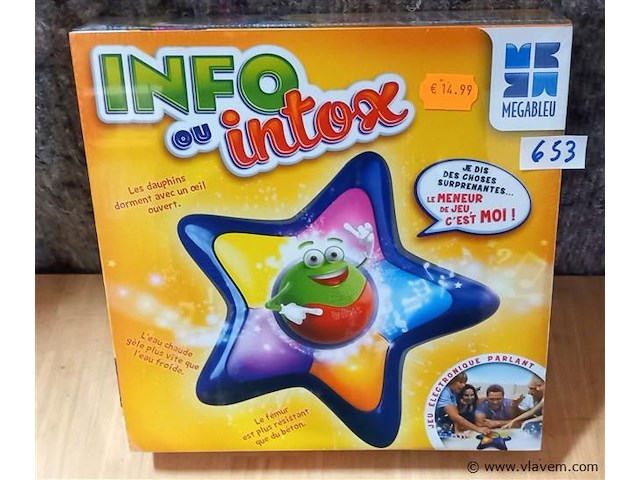 INFO
ou intox
€ 14.99
MEGABLEU
653
Les dauphins
dorment avec un œil
ouvert.
JE DIS
DES CHOSES
SURPRENANTES...
LE MENEUR
DE JEU,
C'EST MOI !
L'eau chaude
gèle plus vite que
l'eau froide.
Le fémur
est plus résistant
que du béton.
JEU ÉLECTRONIQUE PARLANT
© www.vlavem.com